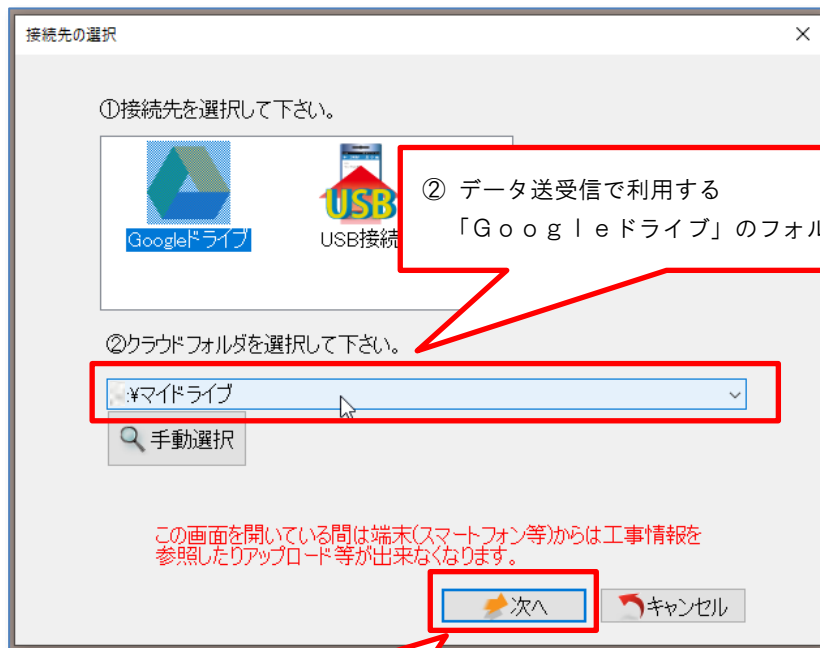 接続先の選択
①接続先を選択して下さい。
Googleドライブ
USB
USB接続
② データ送受信で利用する
「Ｇｏｏｇｌｅドライブ」のフォル
②クラウドフォルダを選択して下さい。
:¥マイドライブ
手動選択
この画面を開いている間は端末(スマートフォン等)からは工事情報を
参照したりアップロード等が出来なくなります。
次へ
キャンセル